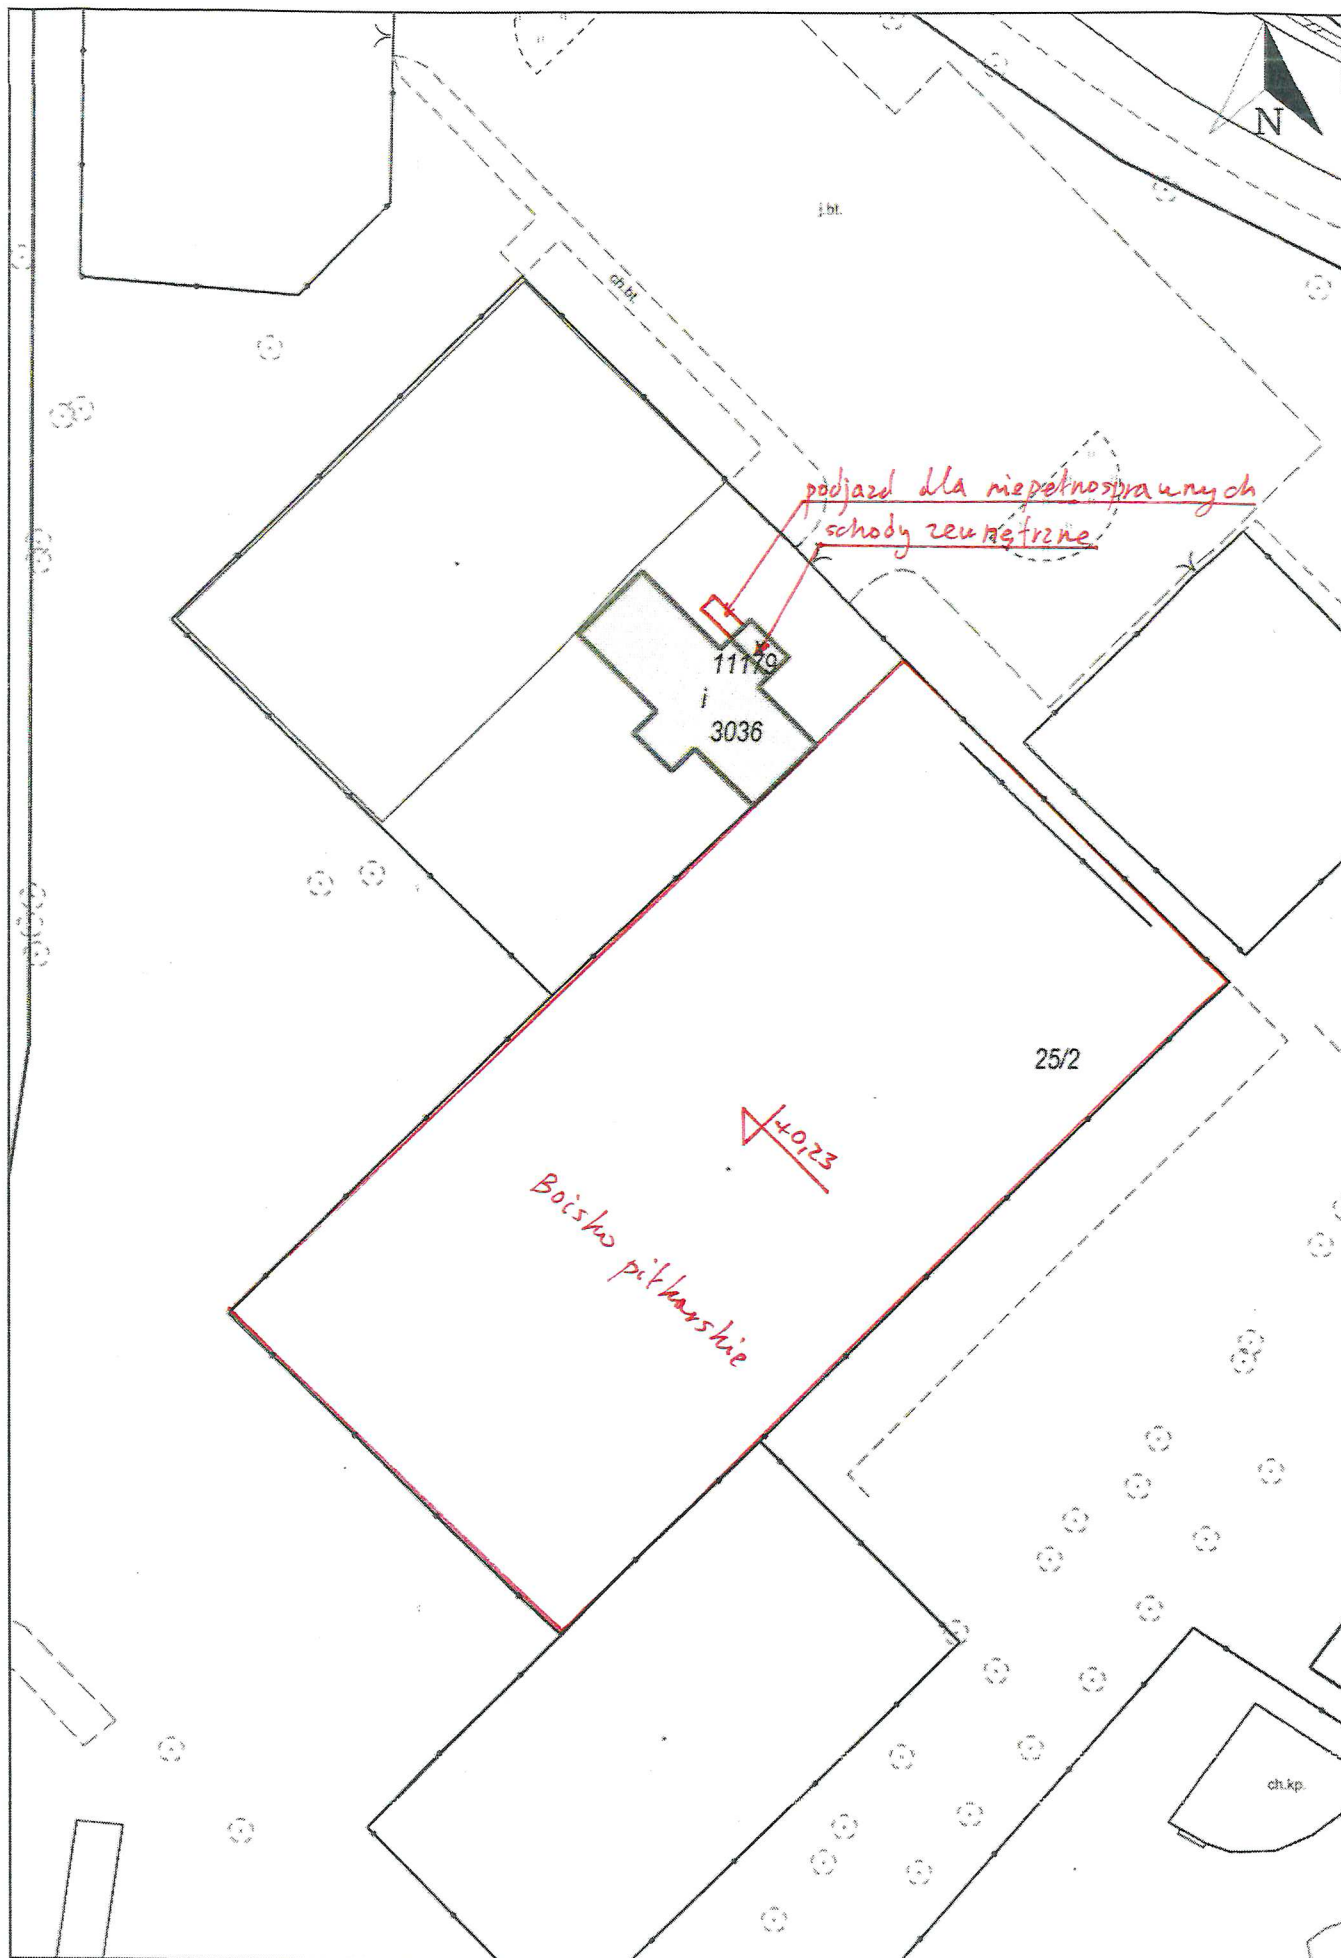 N
j.bt.
ch.bt.
podjazd dla niepełnosprawnych
schody zewnętrzne
11179
i
3036
25/2
+0,23
Boisko
piłkarskie
ch.kp.